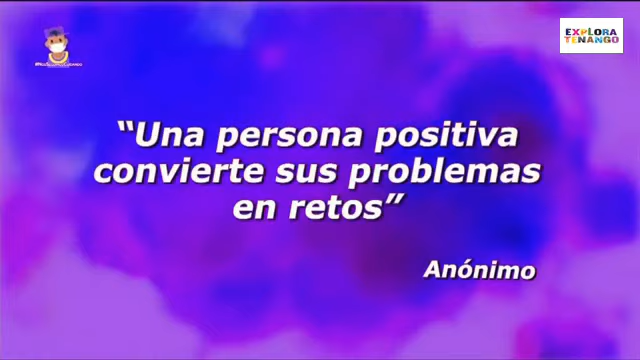 EXPLORA
TENANGO
“Una persona positiva
convierte sus problemas
en retos”
Anónimo